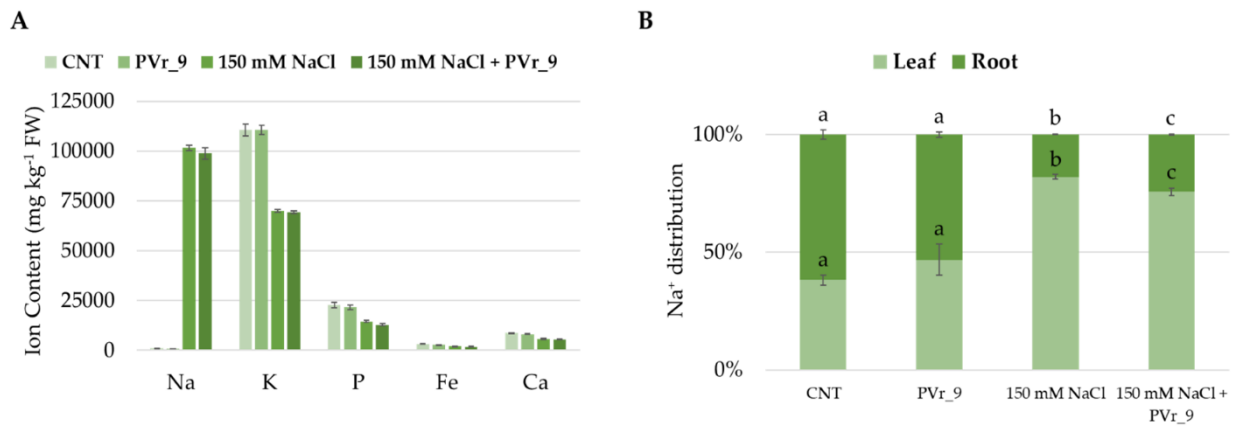 A
CNT PVr_9 150 mM NaCl 150 mM NaCl + PVr_9
Ion Content (mg kg⁻¹ FW)
125000
100000
75000
50000
25000
0
Na K P Fe Ca
B
Leaf Root
Na⁺ distribution
100%
50%
0%
a a b c
a a b c
CNT PVr_9 150 mM NaCl 150 mM NaCl +
PVr_9